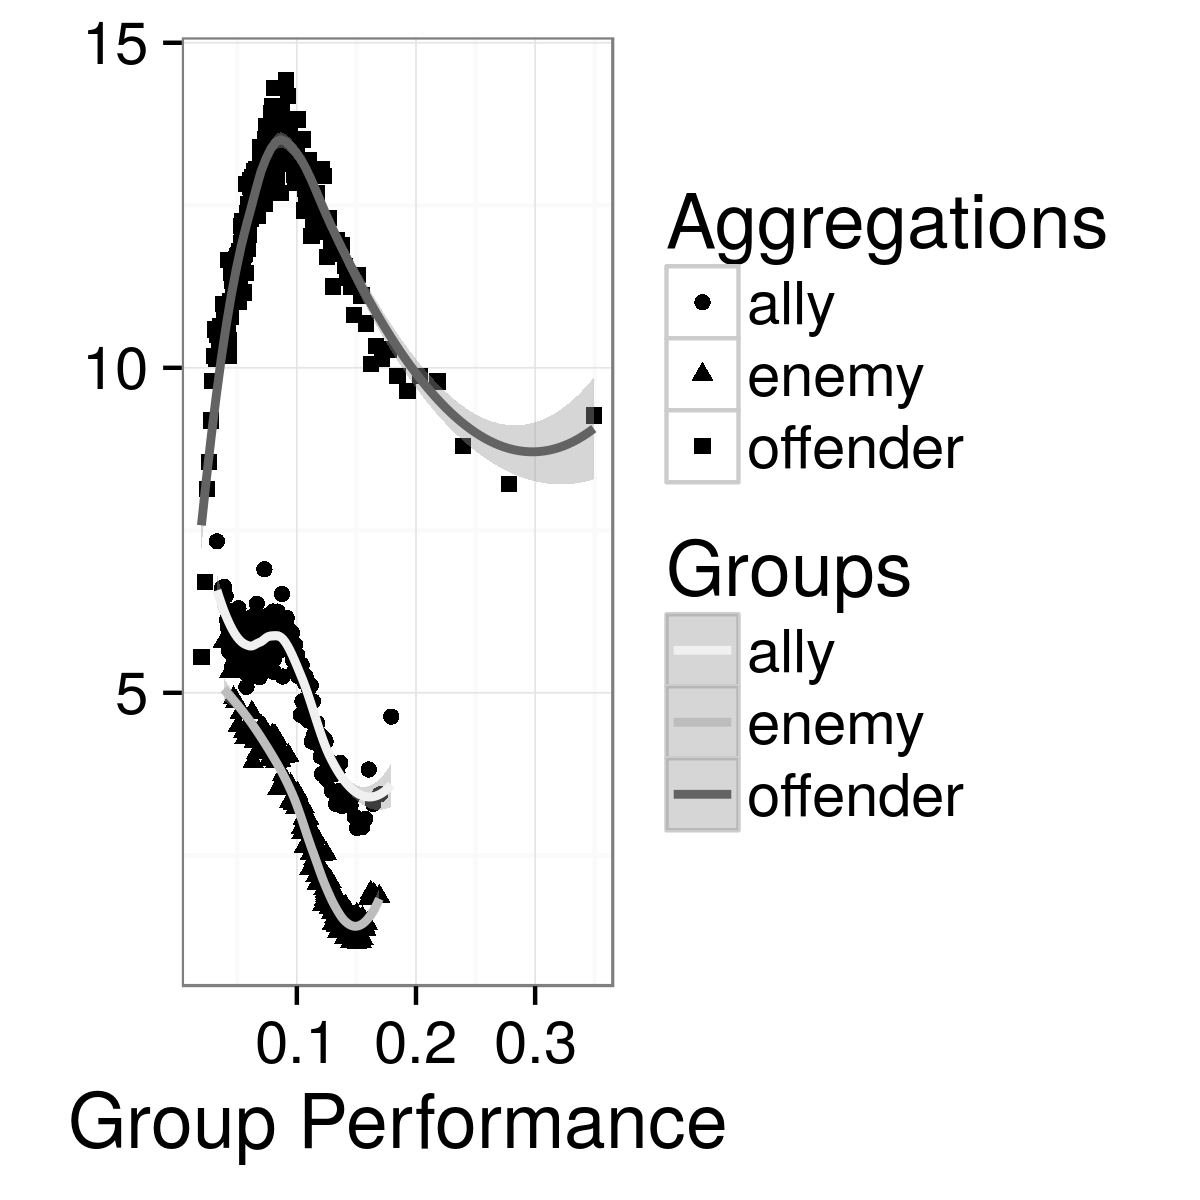 15
10
5
0.1 0.2 0.3
Group Performance
Aggregations
ally
enemy
offender
Groups
ally
enemy
offender